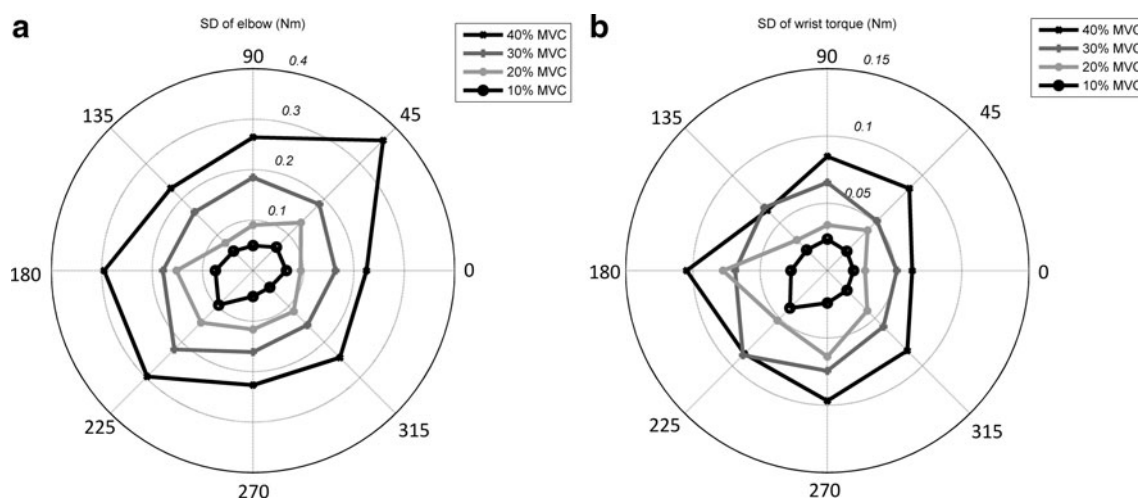 a
SD of elbow (Nm)
40% MVC
30% MVC
20% MVC
10% MVC
90
0.4
135
45
0.3
0.2
0.1
180
0
225
315
270
b
SD of wrist torque (Nm)
40% MVC
30% MVC
20% MVC
10% MVC
90
0.15
135
45
0.1
0.05
180
0
225
315
270